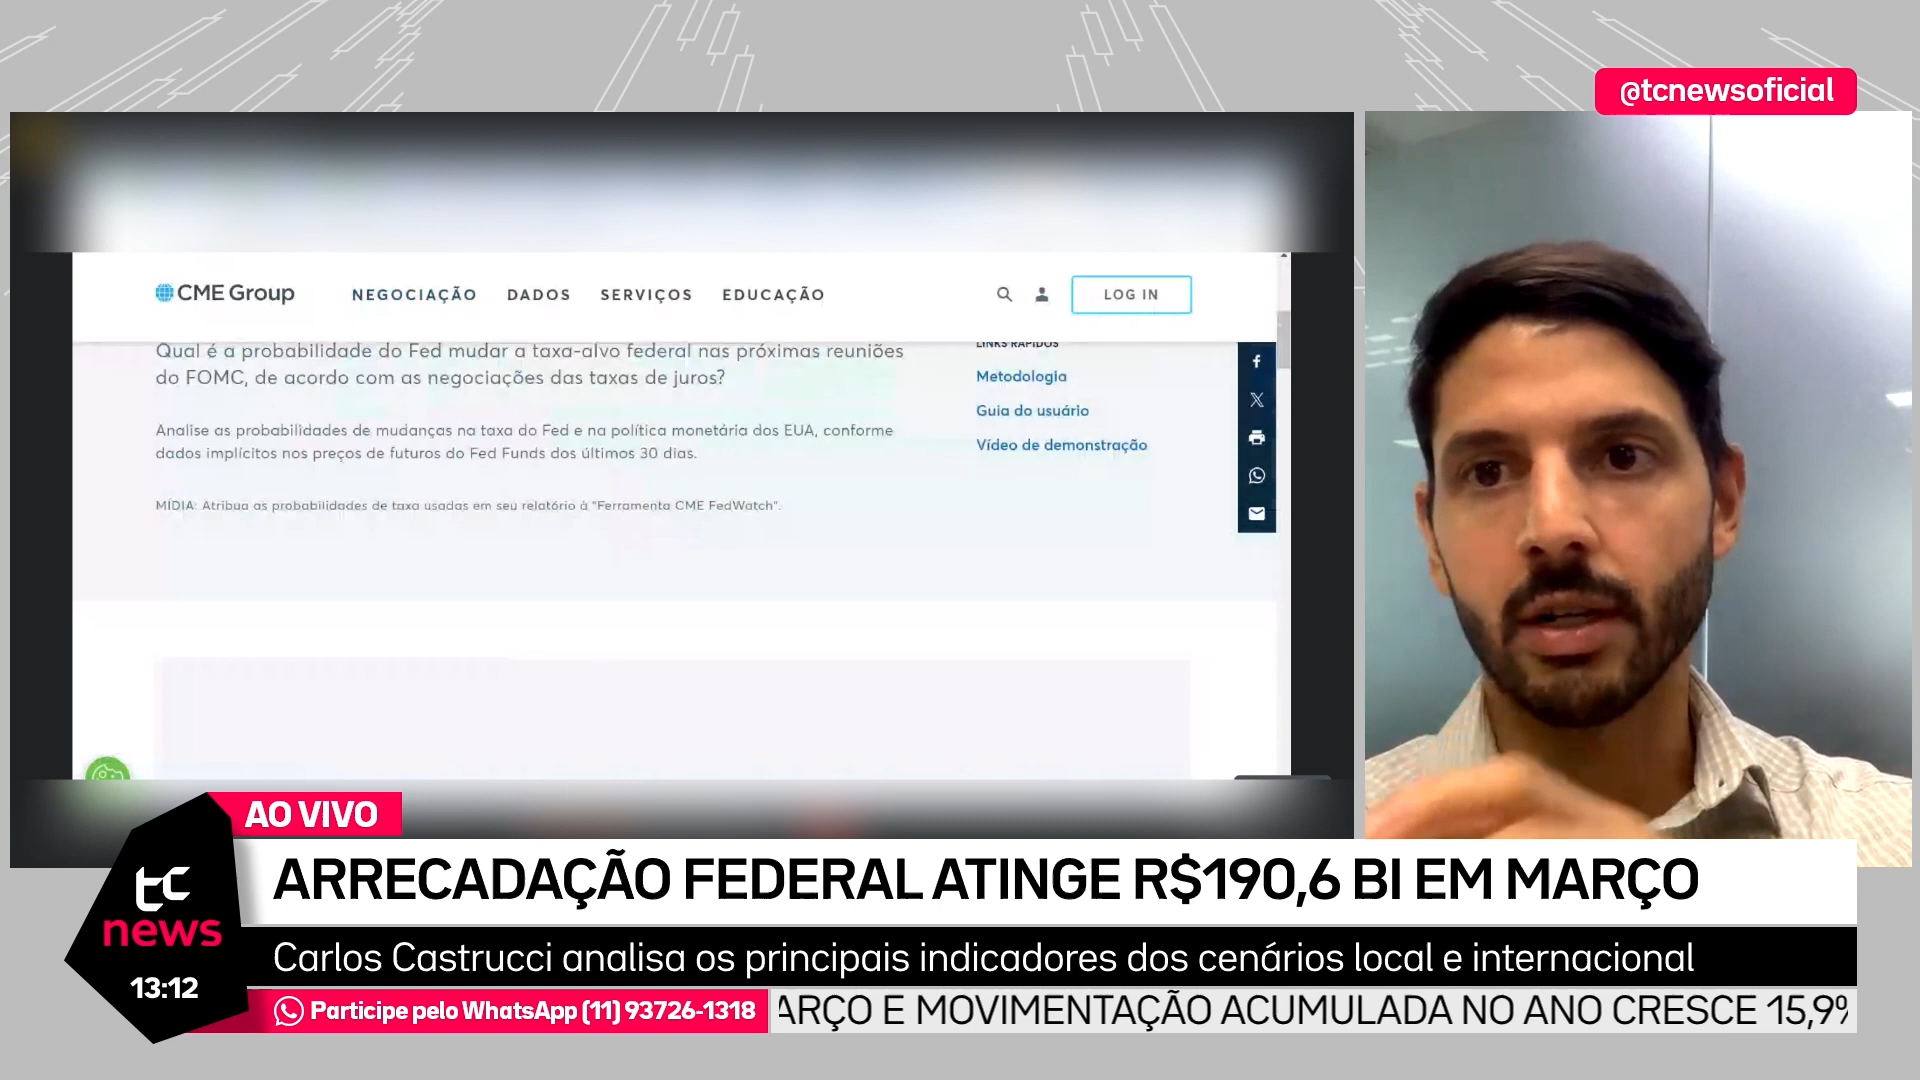 @tcnewsoficial
CME Group
NEGOCIAÇÃO DADOS SERVIÇOS EDUCAÇÃO
LOG IN
Qual é a probabilidade do Fed mudar a taxa-alvo federal nas próximas reuniões
do FOMC, de acordo com as negociações das taxas de juros?
Analise as probabilidades de mudanças na taxa do Fed e na política monetária dos EUA, conforme
dados implícitos nos preços de futuros do Fed Funds dos últimos 30 dias.
MÍDIA: Atribua as probabilidades de taxa usadas em seu relatório à "Ferramenta CME FedWatch".
LINKS RÁPIDOS
Metodologia
Guia do usuário
Vídeo de demonstração
AO VIVO
ARRECADAÇÃO FEDERAL ATINGE R$190,6 BI EM MARÇO
Carlos Castrucci analisa os principais indicadores dos cenários local e internacional
tc
news
13:12
Participe pelo WhatsApp (11) 93726-1318
ARÇO E MOVIMENTAÇÃO ACUMULADA NO ANO CRESCE 15,9%